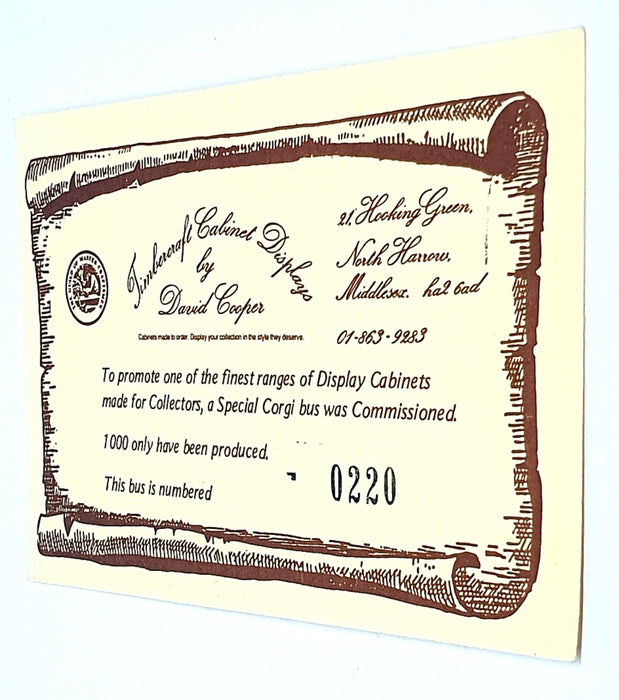 Timbercraft Cabinet Displays
by
David Cooper
Cabinets made to order. Display your collection in the style they deserve.
21, Hooking Green,
North Harrow,
Middlesex. ha2 6ad
01-863-9283
To promote one of the finest ranges of Display Cabinets
made for Collectors, a Special Corgi bus was Commissioned.
1000 only have been produced.
This bus is numbered 0220